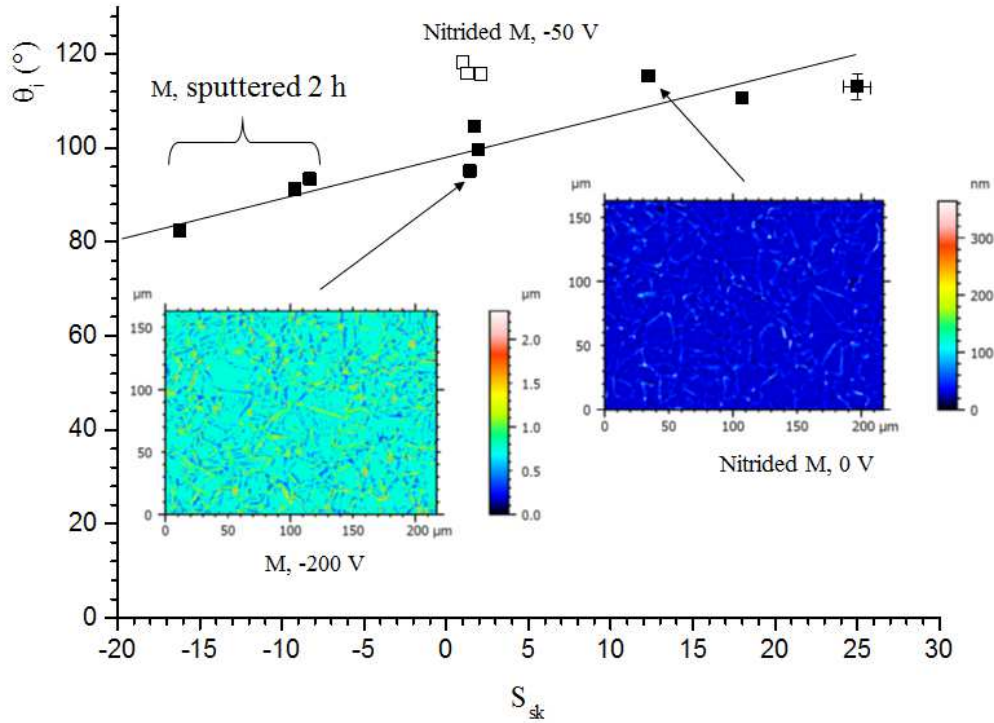 120
100
80
60
40
20
0
θi (°)
Nitrided M, -50 V
M, sputtered 2 h
µm
150
100
50
0
0 50 100 150 200 µm
nm
300
200
100
0
Nitrided M, 0 V
µm
150
100
50
0
0 50 100 150 200 µm
µm
2.0
1.5
1.0
0.5
0.0
M, -200 V
-20 -15 -10 -5 0 5 10 15 20 25 30
Ssk